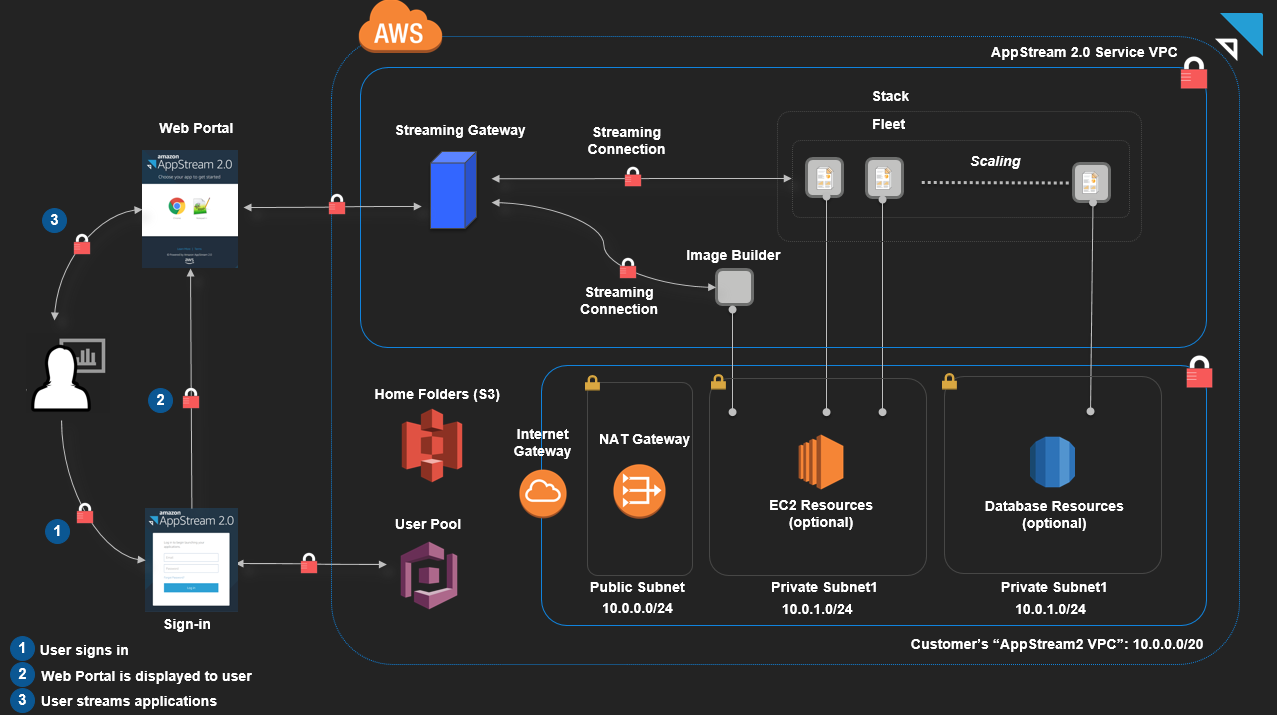 AWS
AppStream 2.0 Service VPC
Stack
Fleet
Scaling
Web Portal
Streaming Gateway
Streaming
Connection
amazon
AppStream 2.0
Choose your app to get started
aws
3
Image Builder
Streaming
Connection
2
Home Folders (S3)
Internet
Gateway
NAT Gateway
EC2 Resources
(optional)
Database Resources
(optional)
User Pool
1
amazon
AppStream 2.0
Sign-in
Public Subnet
10.0.0.0/24
Private Subnet1
10.0.1.0/24
Private Subnet1
10.0.1.0/24
Customer’s “AppStream2 VPC”: 10.0.0.0/20
1 User signs in
2 Web Portal is displayed to user
3 User streams applications